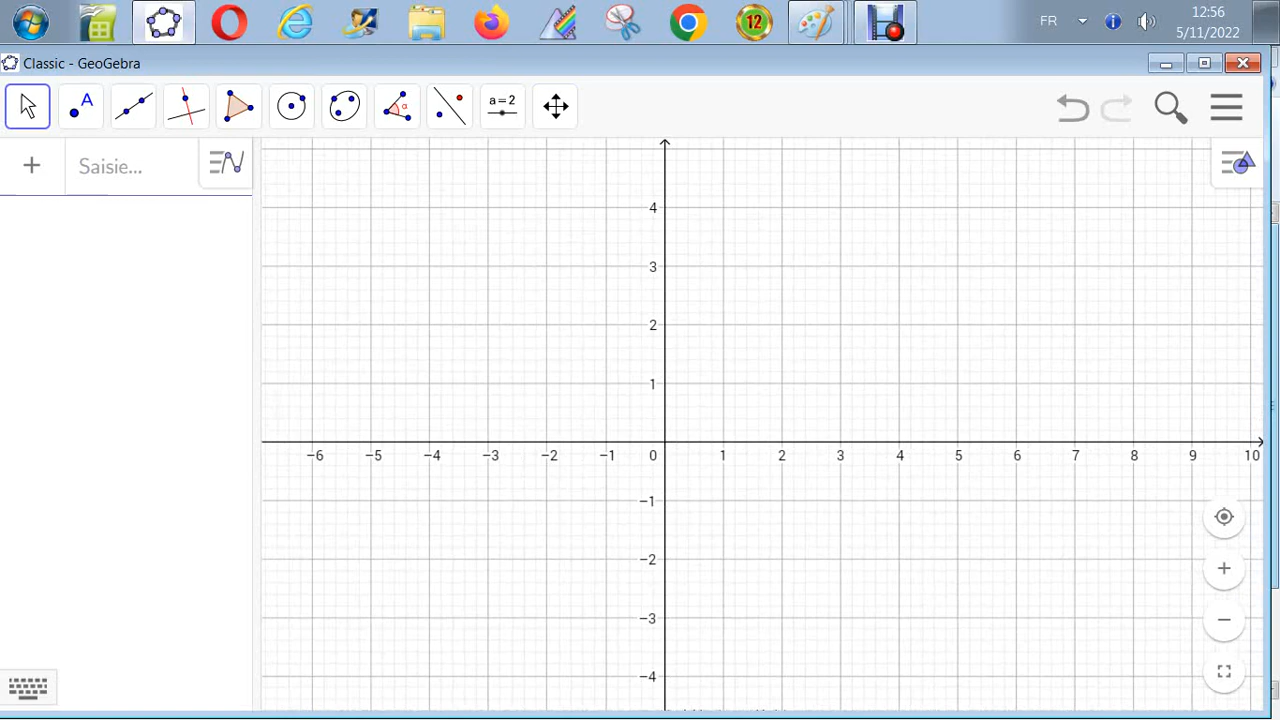 12
FR
12:56
5/11/2022
Classic - GeoGebra
A
α
a=2
+
Saisie...
4
3
2
1
−6 −5 −4 −3 −2 −1 0 1 2 3 4 5 6 7 8 9 10
−1
−2
−3
−4